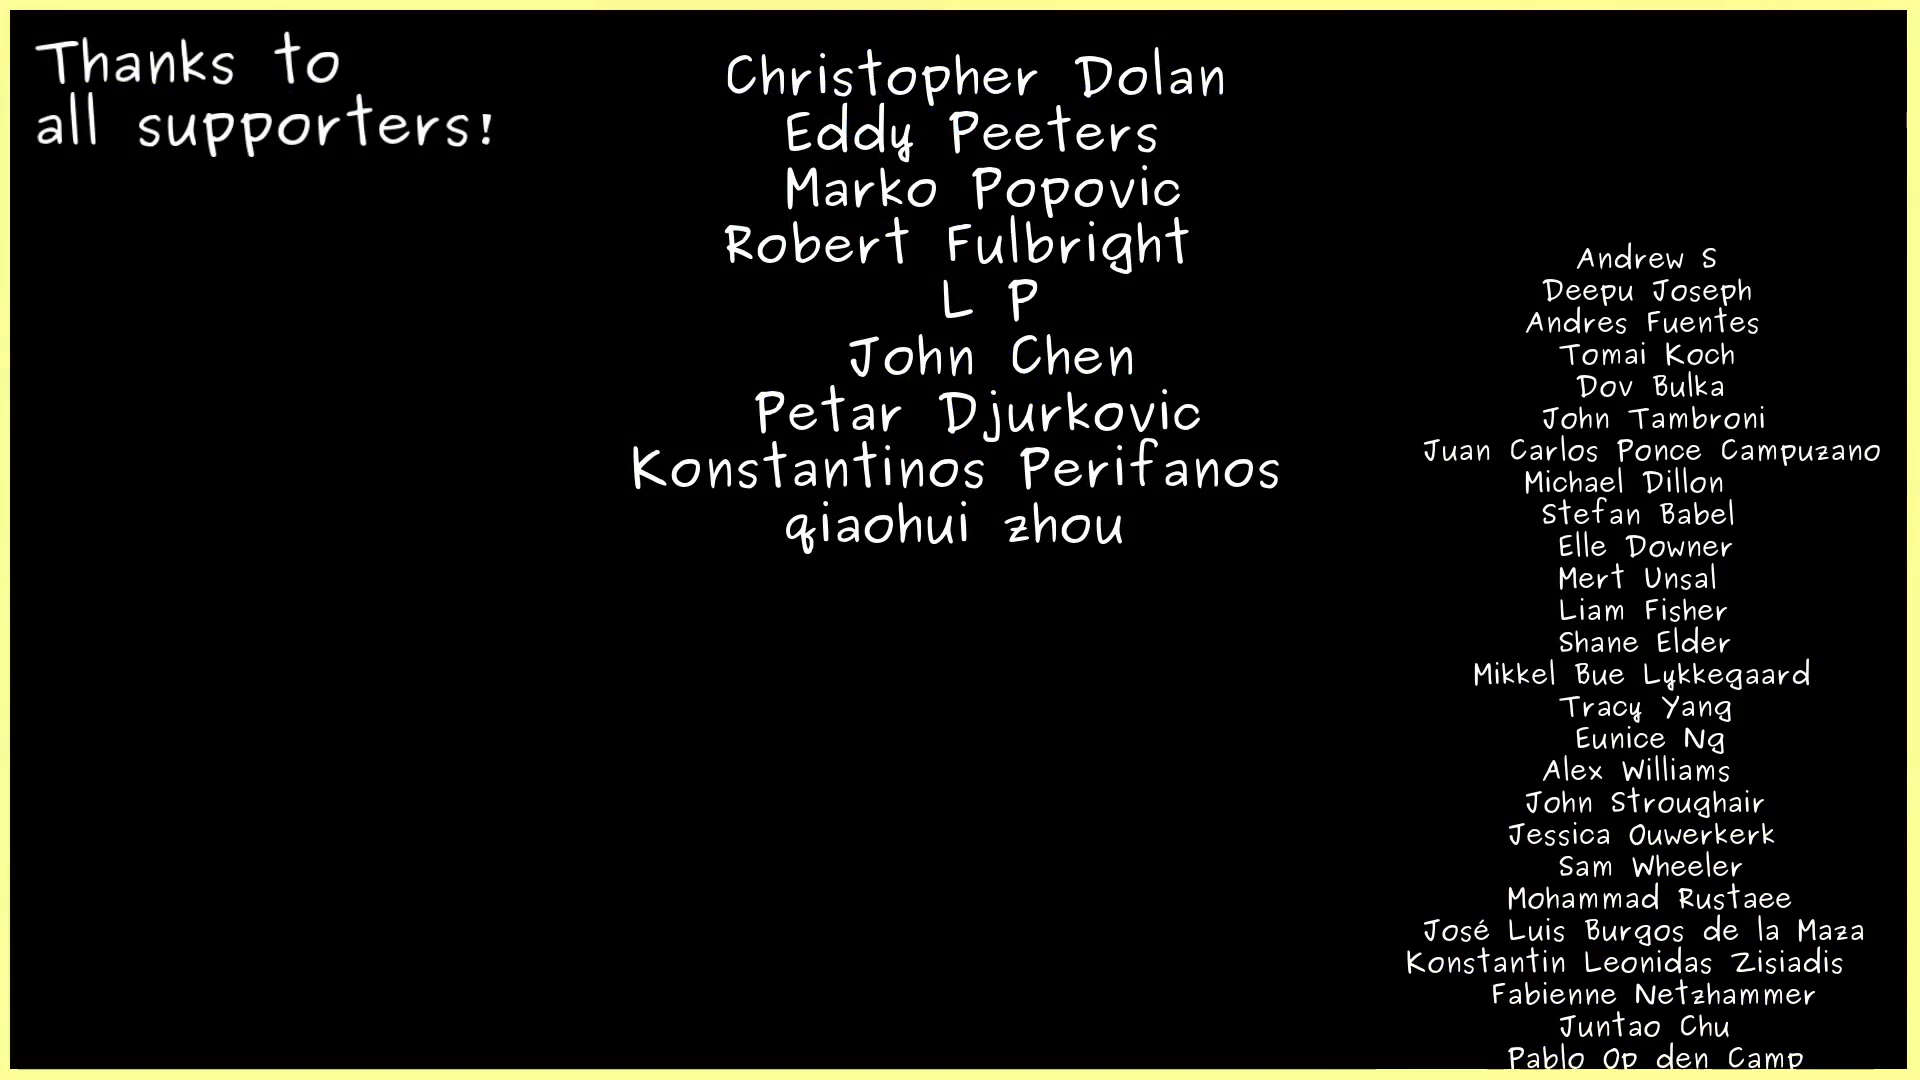 Thanks to
all supporters!
Christopher Dolan
Eddy Peeters
Marko Popovic
Robert Fulbright
L P
John Chen
Petar Djurkovic
Konstantinos Perifanos
qiaohui zhou
Andrew S
Deepu Joseph
Andres Fuentes
Tomai Koch
Dov Bulka
John Tambroni
Juan Carlos Ponce Campuzano
Michael Dillon
Stefan Babel
Elle Downer
Mert Unsal
Liam Fisher
Shane Elder
Mikkel Bue Lykkegaard
Tracy Yang
Eunice Ng
Alex Williams
John Stroughair
Jessica Ouwerkerk
Sam Wheeler
Mohammad Rustaee
José Luis Burgos de la Maza
Konstantin Leonidas Zisiadis
Fabienne Netzhammer
Juntao Chu
Pablo Op den Camp